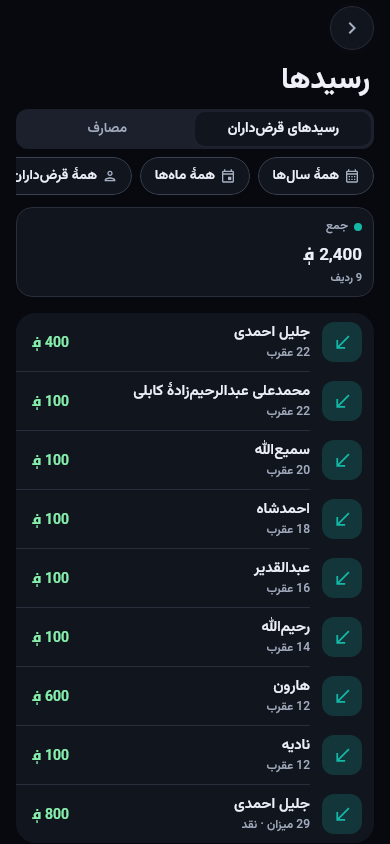 رسیدها
رسیدهای قرض‌داران
مصارف
همهٔ سال‌ها
همهٔ ماه‌ها
همهٔ قرض‌داران
جمع
2,400 ؋
9 ردیف
جلیل احمدی
22 عقرب
400 ؋
محمدعلی عبدالرحیم‌زادهٔ کابلی
22 عقرب
100 ؋
سمیع‌الله
20 عقرب
100 ؋
احمدشاه
18 عقرب
100 ؋
عبدالقدیر
16 عقرب
100 ؋
رحیم‌الله
14 عقرب
100 ؋
هارون
12 عقرب
600 ؋
نادیه
12 عقرب
100 ؋
جلیل احمدی
29 میزان · نقد
800 ؋